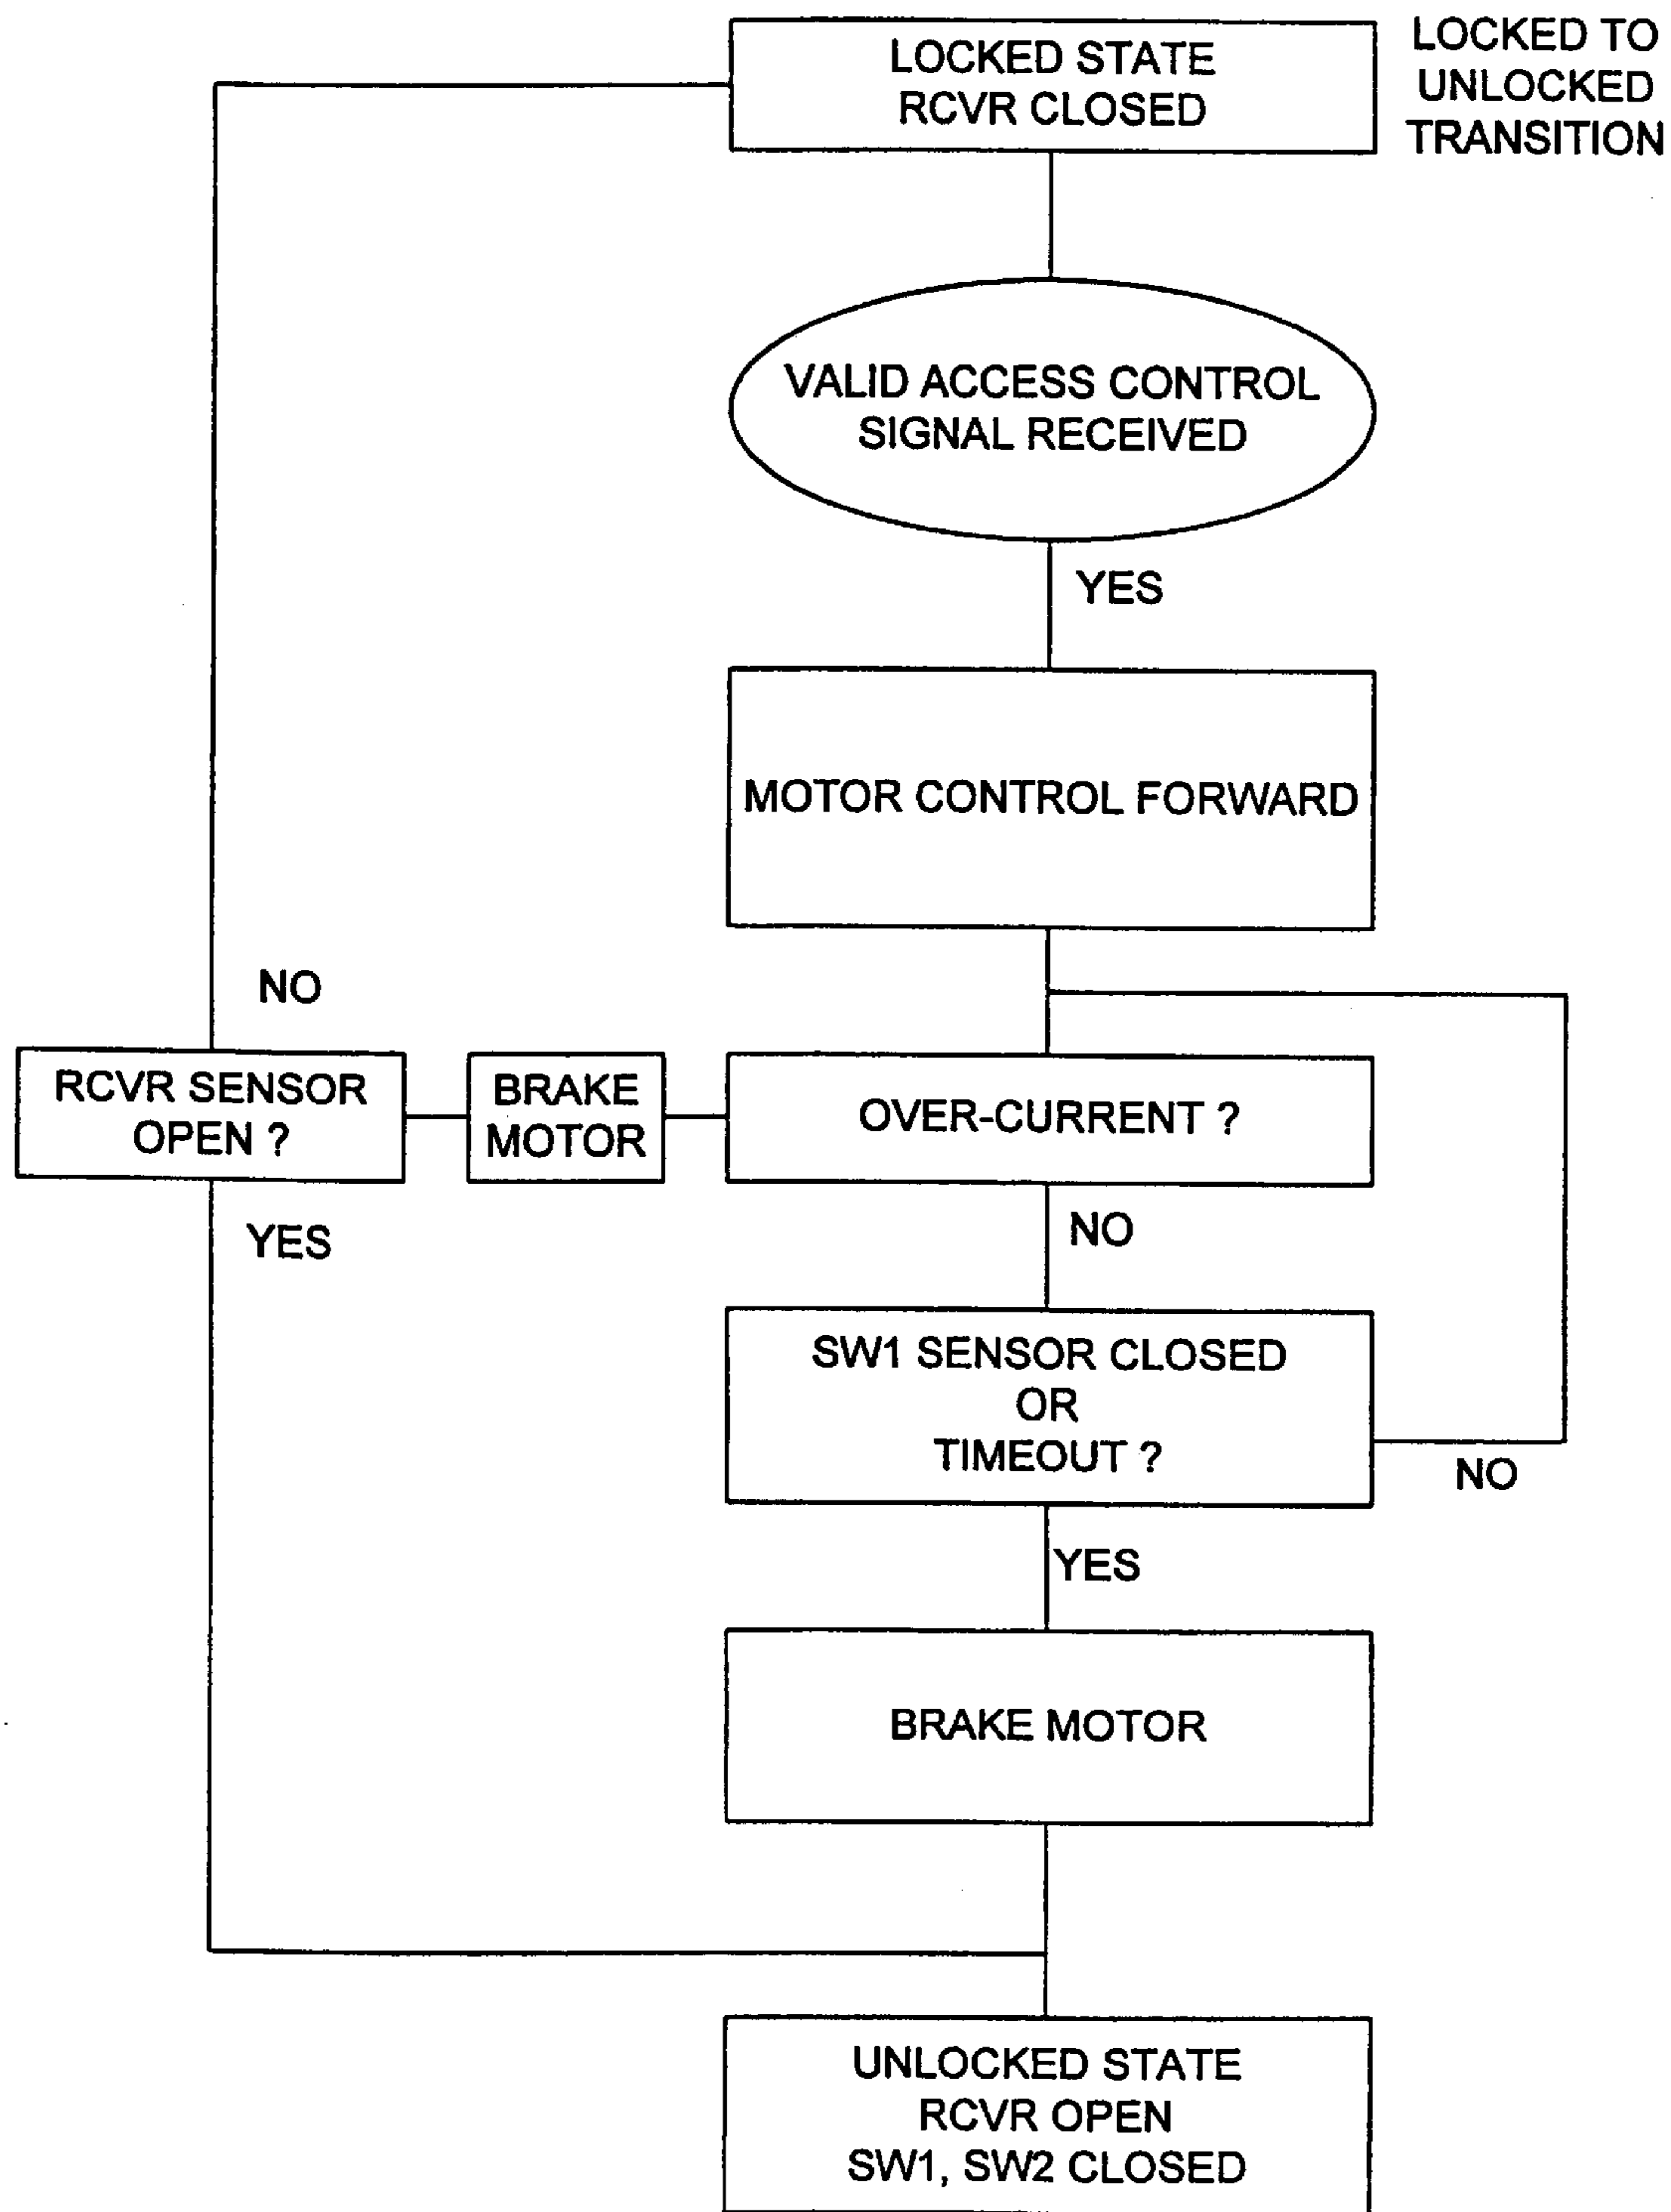 LOCKED STATE
RCVR CLOSED
LOCKED TO
UNLOCKED
TRANSITION
VALID ACCESS CONTROL
SIGNAL RECEIVED
YES
MOTOR CONTROL FORWARD
NO
RCVR SENSOR
OPEN ?
BRAKE
MOTOR
OVER-CURRENT ?
YES
NO
SW1 SENSOR CLOSED
OR
TIMEOUT ?
NO
YES
BRAKE MOTOR
UNLOCKED STATE
RCVR OPEN
SW1, SW2 CLOSED